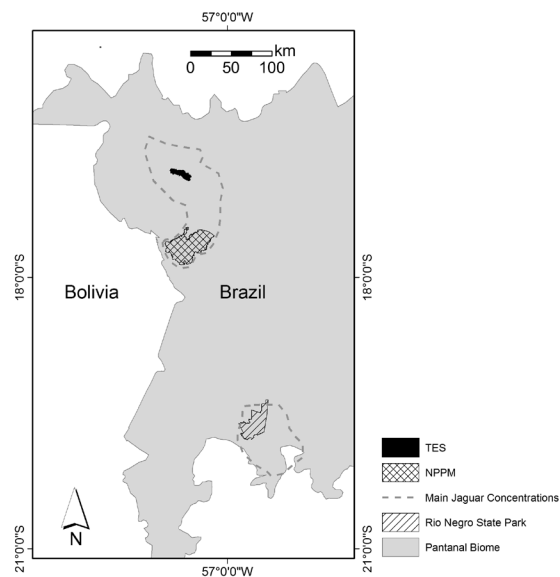 57°0'0"W
km
0 50 100
18°0'0"S
18°0'0"S
Bolivia
Brazil
TES
NPPM
Main Jaguar Concentrations
Rio Negro State Park
Pantanal Biome
N
21°0'0"S
21°0'0"S
57°0'0"W